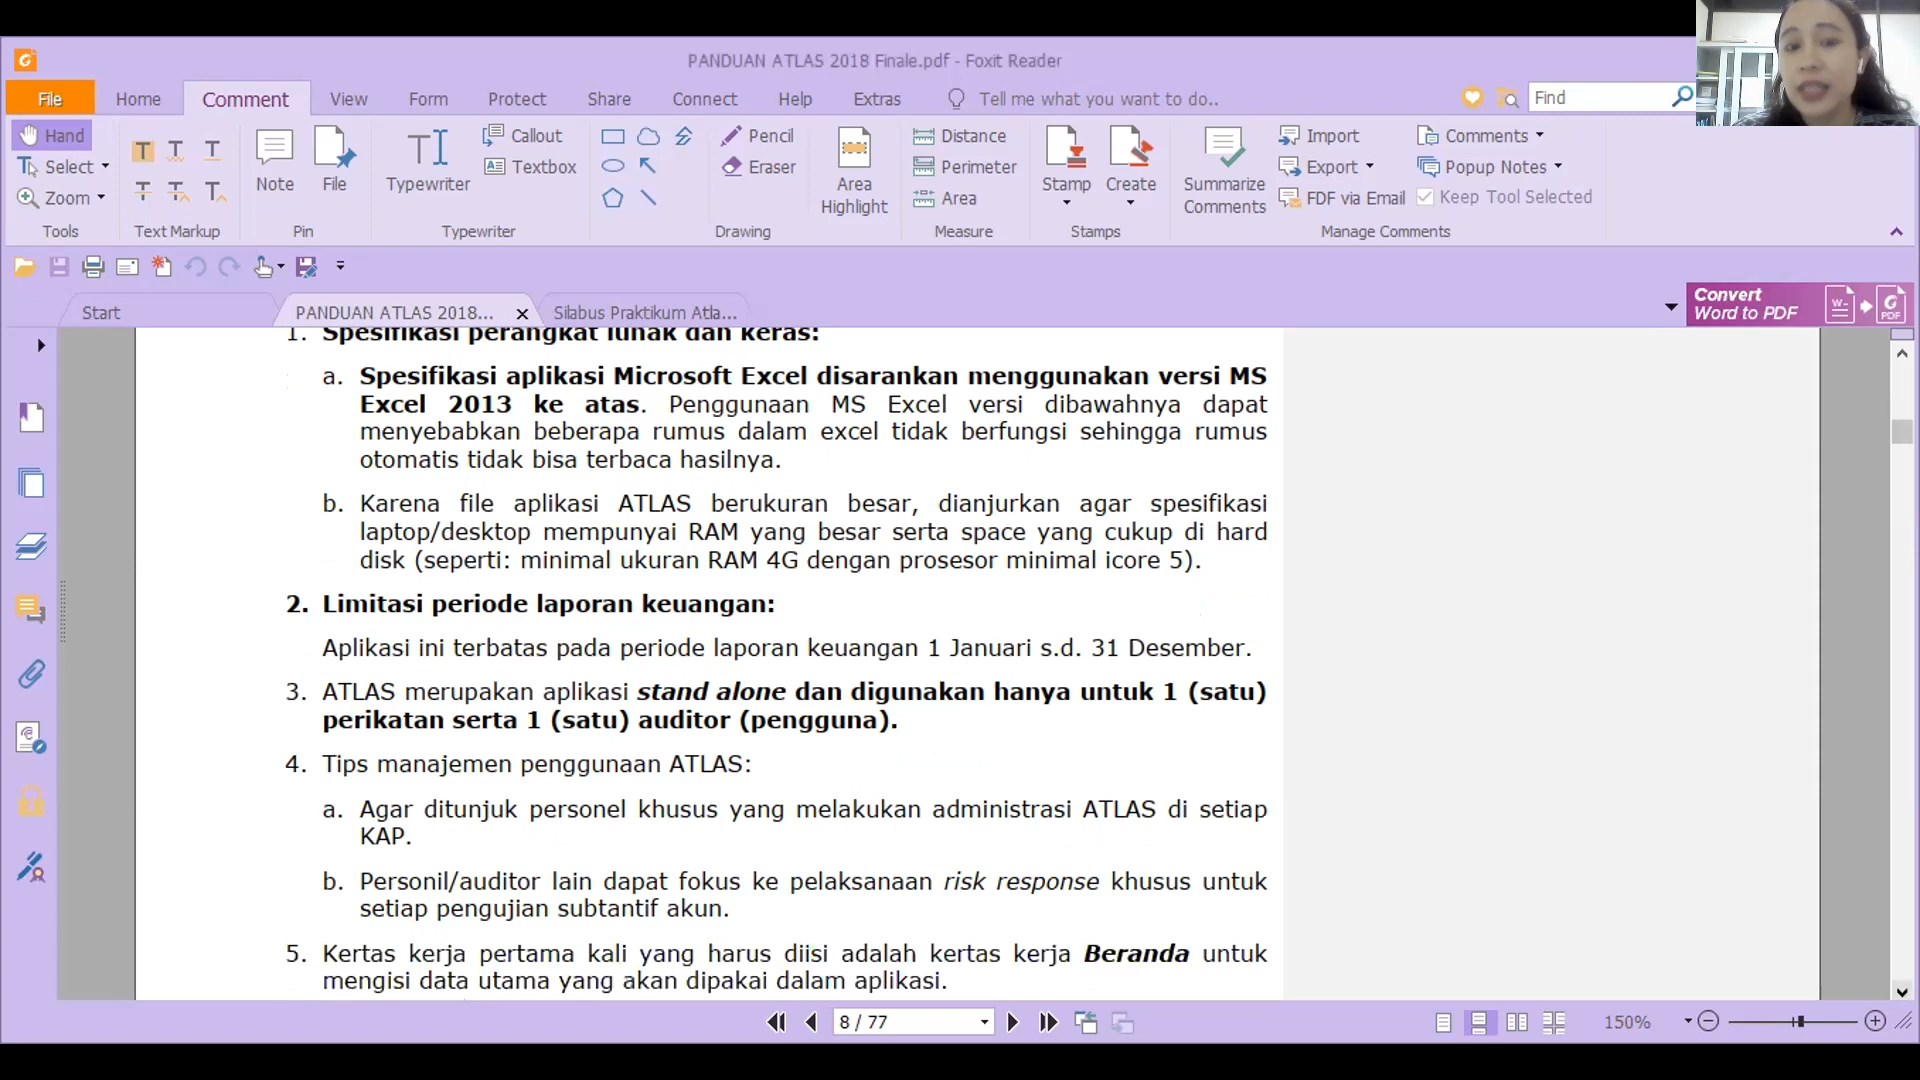 PANDUAN ATLAS 2018 Finale.pdf - Foxit Reader
File Home Comment View Form Protect Share Connect Help Extras Tell me what you want to do.. Find
Hand
Select
Zoom
Tools
Text Markup
Note
File
Pin
Typewriter
Callout
Textbox
Typewriter
Pencil
Eraser
Area
Highlight
Drawing
Distance
Perimeter
Area
Measure
Stamp
Create
Stamps
Summarize
Comments
Import
Export
FDF via Email
Comments
Popup Notes
Keep Tool Selected
Manage Comments
Start
PANDUAN ATLAS 2018...
Silabus Praktikum Atla...
Convert
Word to PDF
1. Spesifikasi perangkat lunak dan keras:
a. Spesifikasi aplikasi Microsoft Excel disarankan menggunakan versi MS
Excel 2013 ke atas. Penggunaan MS Excel versi dibawahnya dapat
menyebabkan beberapa rumus dalam excel tidak berfungsi sehingga rumus
otomatis tidak bisa terbaca hasilnya.
b. Karena file aplikasi ATLAS berukuran besar, dianjurkan agar spesifikasi
laptop/desktop mempunyai RAM yang besar serta space yang cukup di hard
disk (seperti: minimal ukuran RAM 4G dengan prosesor minimal icore 5).
2. Limitasi periode laporan keuangan:
Aplikasi ini terbatas pada periode laporan keuangan 1 Januari s.d. 31 Desember.
3. ATLAS merupakan aplikasi stand alone dan digunakan hanya untuk 1 (satu)
perikatan serta 1 (satu) auditor (pengguna).
4. Tips manajemen penggunaan ATLAS:
a. Agar ditunjuk personel khusus yang melakukan administrasi ATLAS di setiap
KAP.
b. Personil/auditor lain dapat fokus ke pelaksanaan risk response khusus untuk
setiap pengujian subtantif akun.
5. Kertas kerja pertama kali yang harus diisi adalah kertas kerja Beranda untuk
mengisi data utama yang akan dipakai dalam aplikasi.
8 / 77
150%